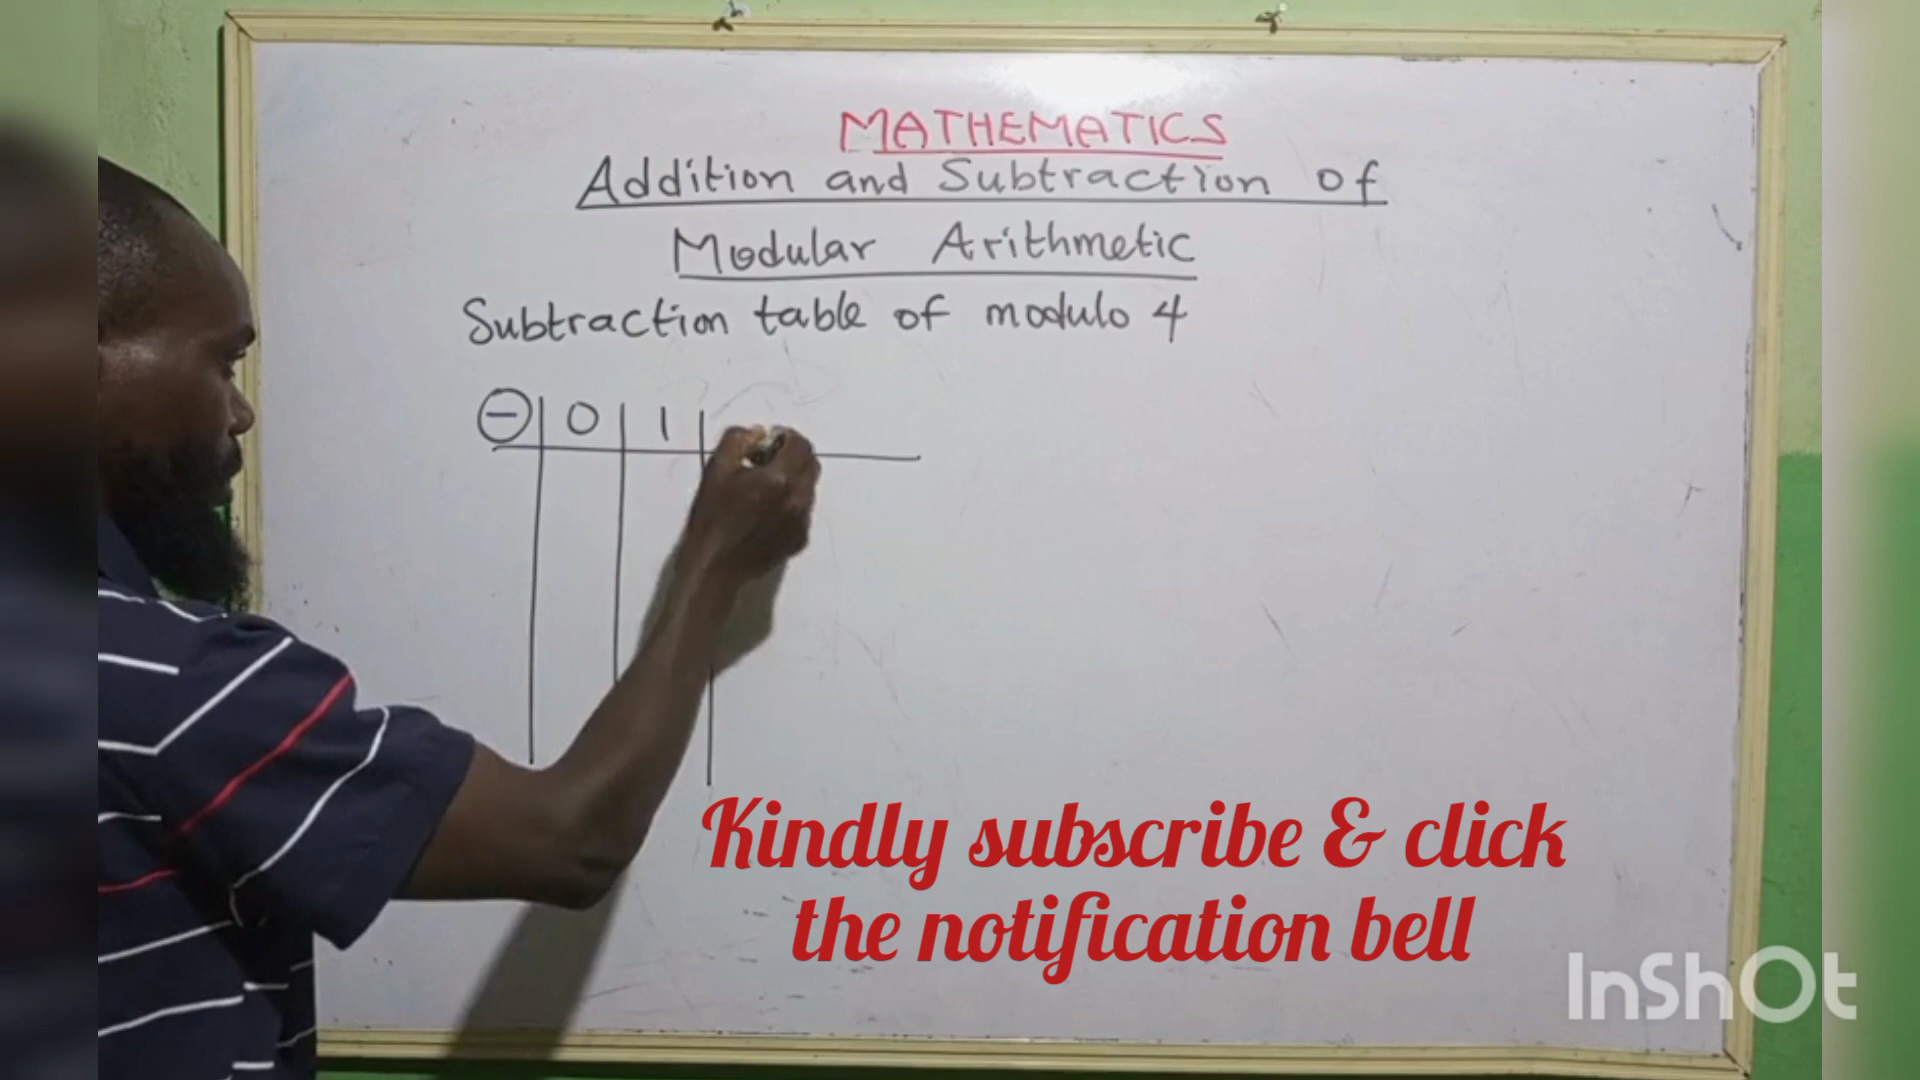 MATHEMATICS
Addition and Subtraction of
Modular Arithmetic
Subtraction table of modulo 4
⊖ 0 1
Kindly subscribe & click
the notification bell
InShOt